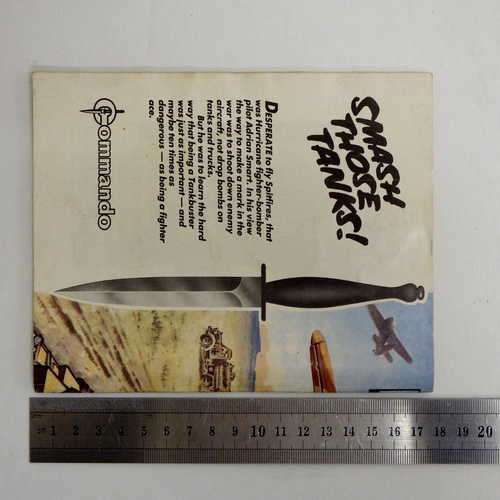 SMASH
THOSE
TANKS!
DESPERATE to fly Spitfires, that
was Hurricane fighter-bomber
pilot Adrian Smart. In his view
the way to make a mark in the
war was to shoot down enemy
aircraft, not drop bombs on
tanks and trucks.
But he was to learn the hard
way that being a Tankbuster
was just as important — and
maybe ten times as
dangerous — as being a fighter
ace.
Commando
1 2 3 4 5 6 7 8 9 10 11 12 13 14 15 16 17 18 19 20